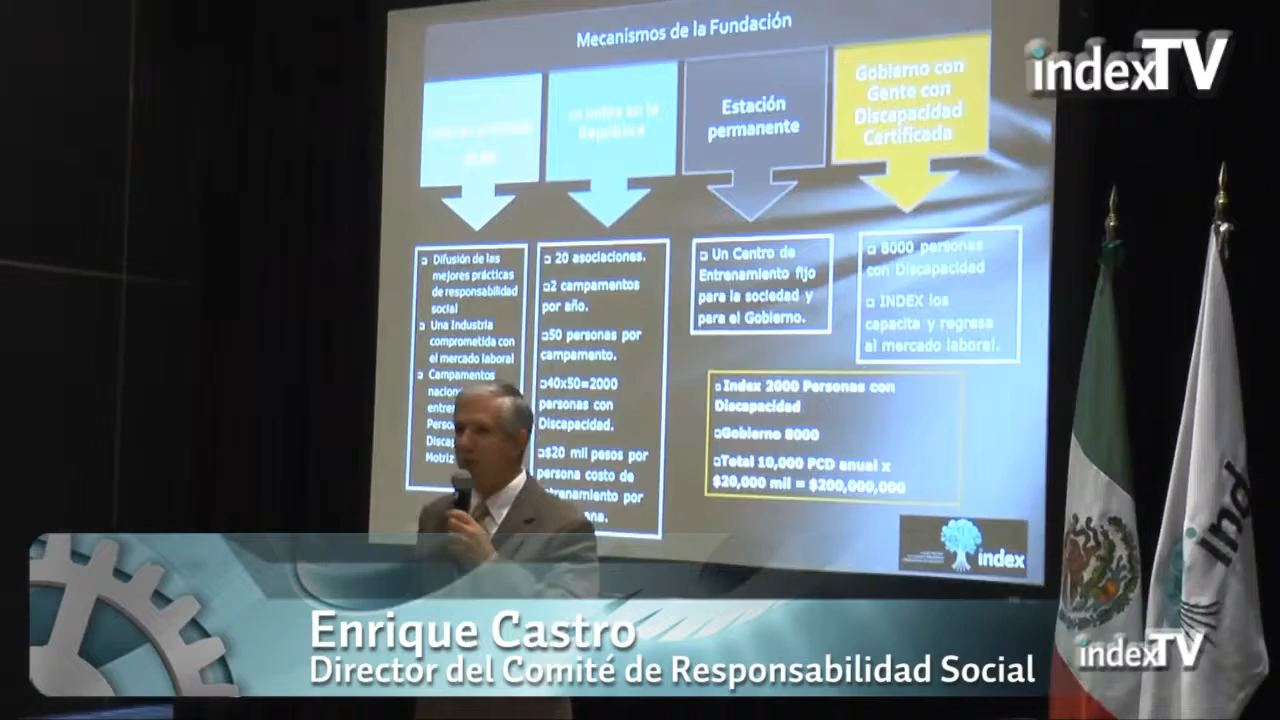 Mecanismos de la Fundación
indexTV
en la
República
Estación
permanente
Gobierno con
Gente con
Discapacidad
Certificada
Difusión de las
mejores prácticas
de responsabilidad
social
Una Industria
comprometida con
el mercado laboral
Campamentos
20 asociaciones.
2 campamentos
por año.
50 personas por
campamento.
40x50=2000
personas con
Discapacidad.
$20 mil pesos por
persona costo de
por
Un Centro de
Entrenamiento fijo
para la sociedad y
para el Gobierno.
8000 personas
con Discapacidad
INDEX los
capacita y regresa
al mercado laboral.
Index 2000 Personas con
Discapacidad
Gobierno 8000
Total 10,000 PCD anual x
$20,000 mil = $200,000,000
index
ind
Enrique Castro
Director del Comité de Responsabilidad Social
indexTV